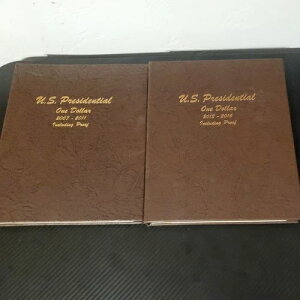 U.S. Presidential
One Dollar
2007 - 2011
Including Proof
U.S. Presidential
One Dollar
2012 - 2016
Including Proof